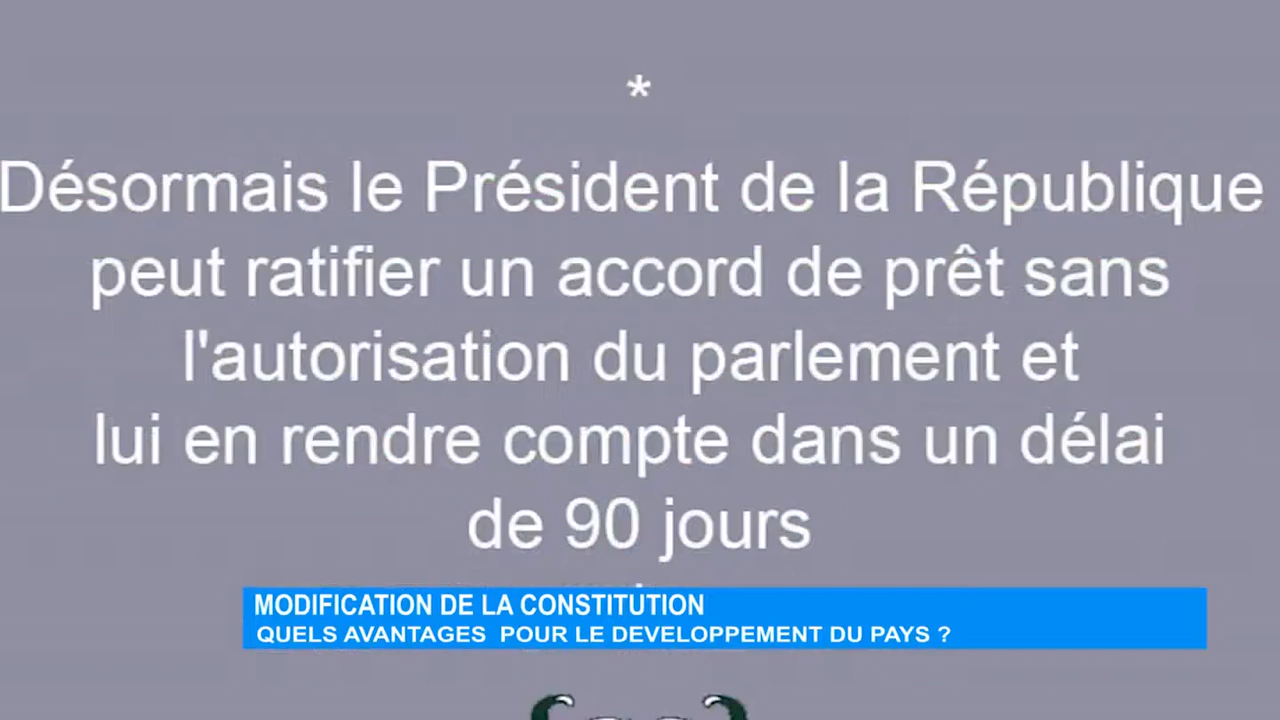 *
Désormais le Président de la République
peut ratifier un accord de prêt sans
l'autorisation du parlement et
lui en rendre compte dans un délai
de 90 jours
MODIFICATION DE LA CONSTITUTION
QUELS AVANTAGES POUR LE DEVELOPPEMENT DU PAYS ?